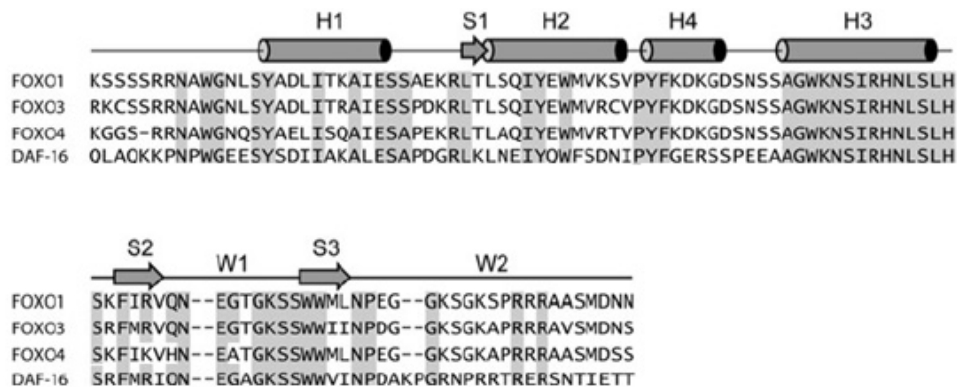 H1 S1 H2 H4 H3
FOXO1 KSSSSRRNAWGNLSYADLITKAIESSAEKRLTLSQIYEWMVKSVPYFKDKGDSNSSAGWKNSIRHNLSLH
FOXO3 RKCSSRRNAWGNLSYADLITRAIESSPDKRLTLSQIYEWMVRCVPYFKDKGDSNSSAGWKNSIRHNLSLH
FOXO4 KGGS-RRNAWGNQSYAELISQAIESAPEKRLTLAQIYEWMVRTVPYFKDKGDSNSSAGWKNSIRHNLSLH
DAF-16 QLAQKKPNPWGEESYSDIIAKALESAPDGRLKLNEIYQWFSDNIPYFGERSSPEEAAGWKNSIRHNLSLH
S2 W1 S3 W2
FOXO1 SKFIRVQN--EGTGKSSWWMLNPEG--GKSGKSPRRRAASMDNN
FOXO3 SRFMRVQN--EGTGKSSWWIINPDG--GKSGKAPRRRAVSMDNS
FOXO4 SKFIKVHN--EATGKSSWWMLNPEG--GKSGKAPRRRAASMDSS
DAF-16 SRFMRIQN--EGAGKSSWWVINPDAKPGRNPRRTRERSNTIETT